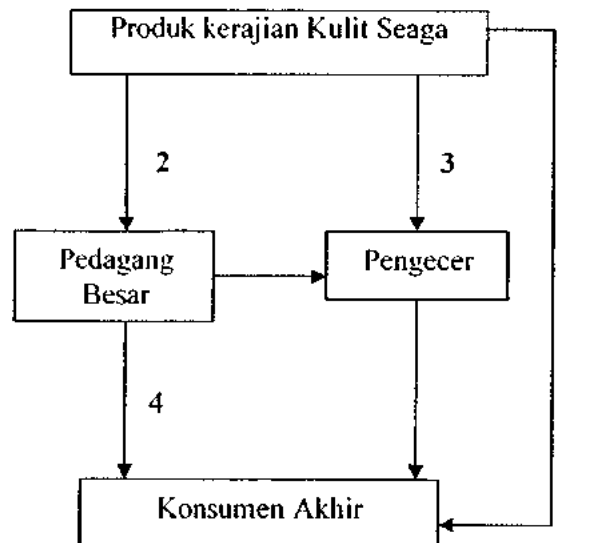 Produk kerajian Kulit Seaga
2
3
Pedagang
Besar
Pengecer
4
Konsumen Akhir